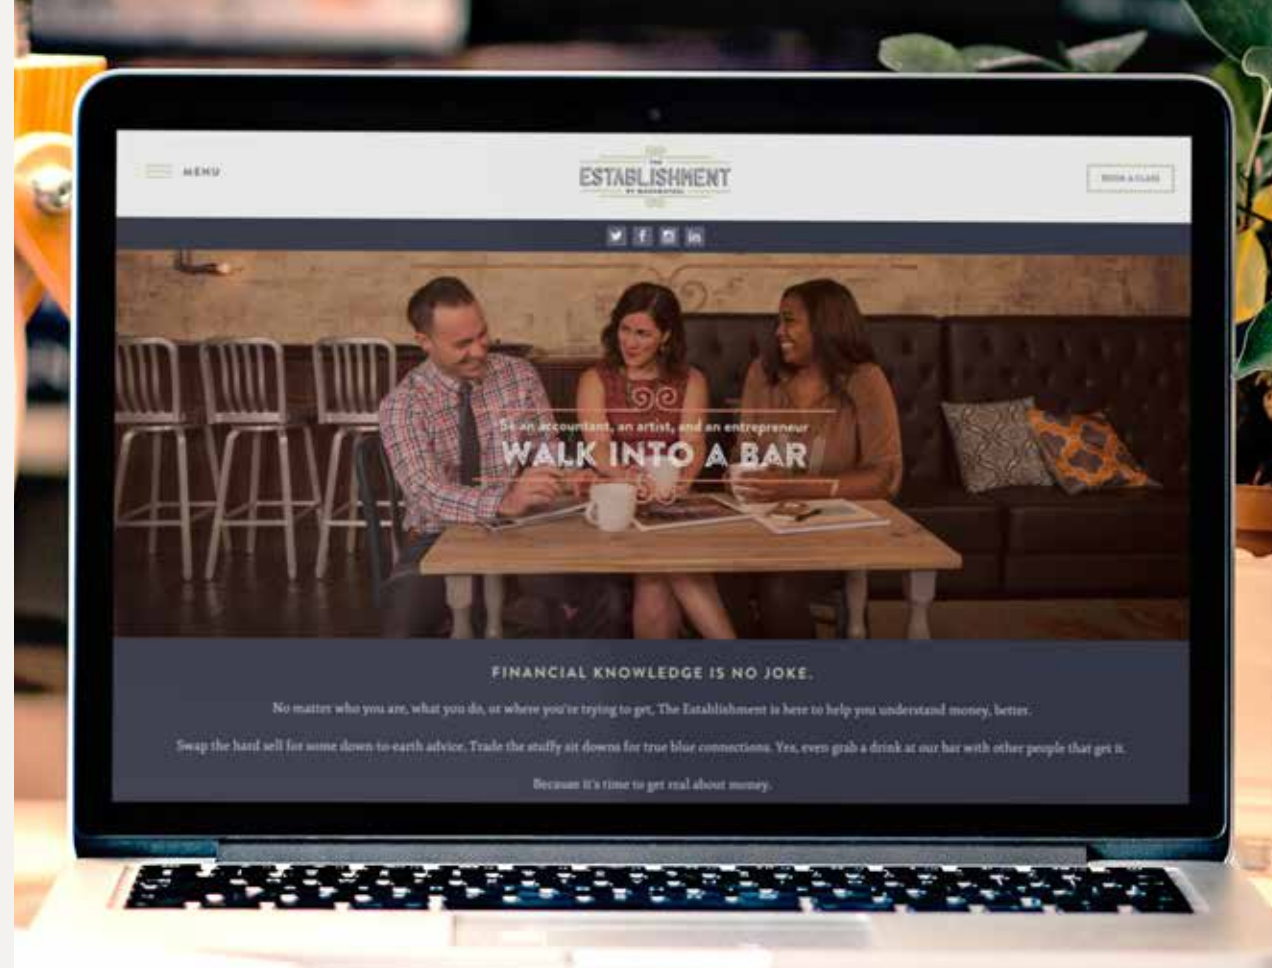 MENU
THE
ESTABLISHMENT
BOOK A CLASS
So an accountant, an artist, and an entrepreneur
WALK INTO A BAR
FINANCIAL KNOWLEDGE IS NO JOKE.
No matter who you are, what you do, or where you're trying to get, The Establishment is here to help you understand money, better.
Swap the hard sell for some down-to-earth advice. Trade the stuffy sit downs for true blue connections. Yes, even grab a drink at our bar with other people that get it.
Because it's time to get real about money.